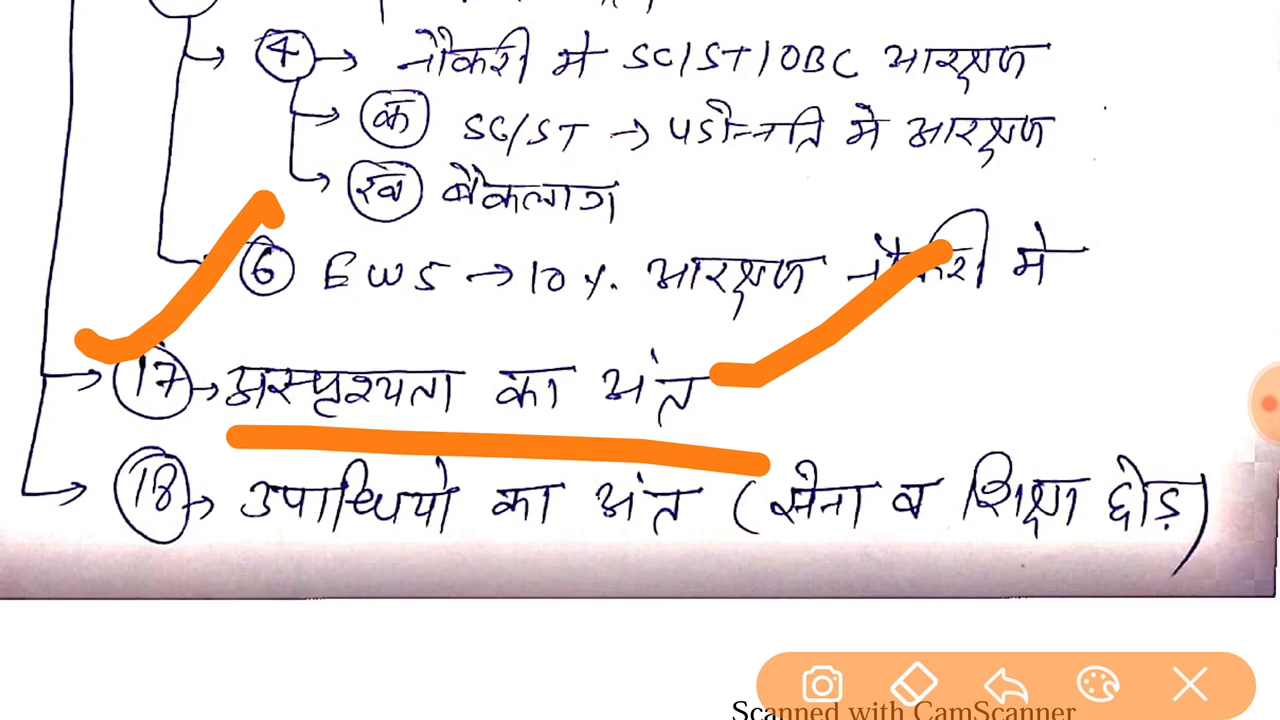 ④ → नौकरी मे SC/ST/OBC आरक्षण
→ क SC/ST → पडौन्नति मे आरक्षण
→ ख बैकलाग
⑥ EWS → 10%. आरक्षण नौकरी मे
→ ⑰ → अस्पृश्यता का अंत
→ ⑱ → उपाधियो का अंत (सेना व शिक्षा छोड़)
Scanned with CamScanner